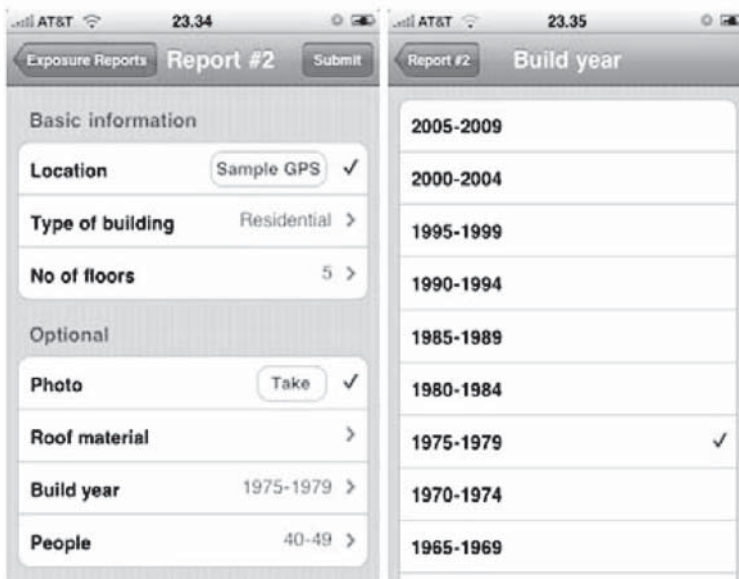 AT&T 23.34
Exposure Reports Report #2 Submit
Basic information
Location Sample GPS ✓
Type of building Residential >
No of floors 5 >
Optional
Photo Take ✓
Roof material >
Build year 1975-1979 >
People 40-49 >
AT&T 23.35
Report #2 Build year
2005-2009
2000-2004
1995-1999
1990-1994
1985-1989
1980-1984
1975-1979 ✓
1970-1974
1965-1969